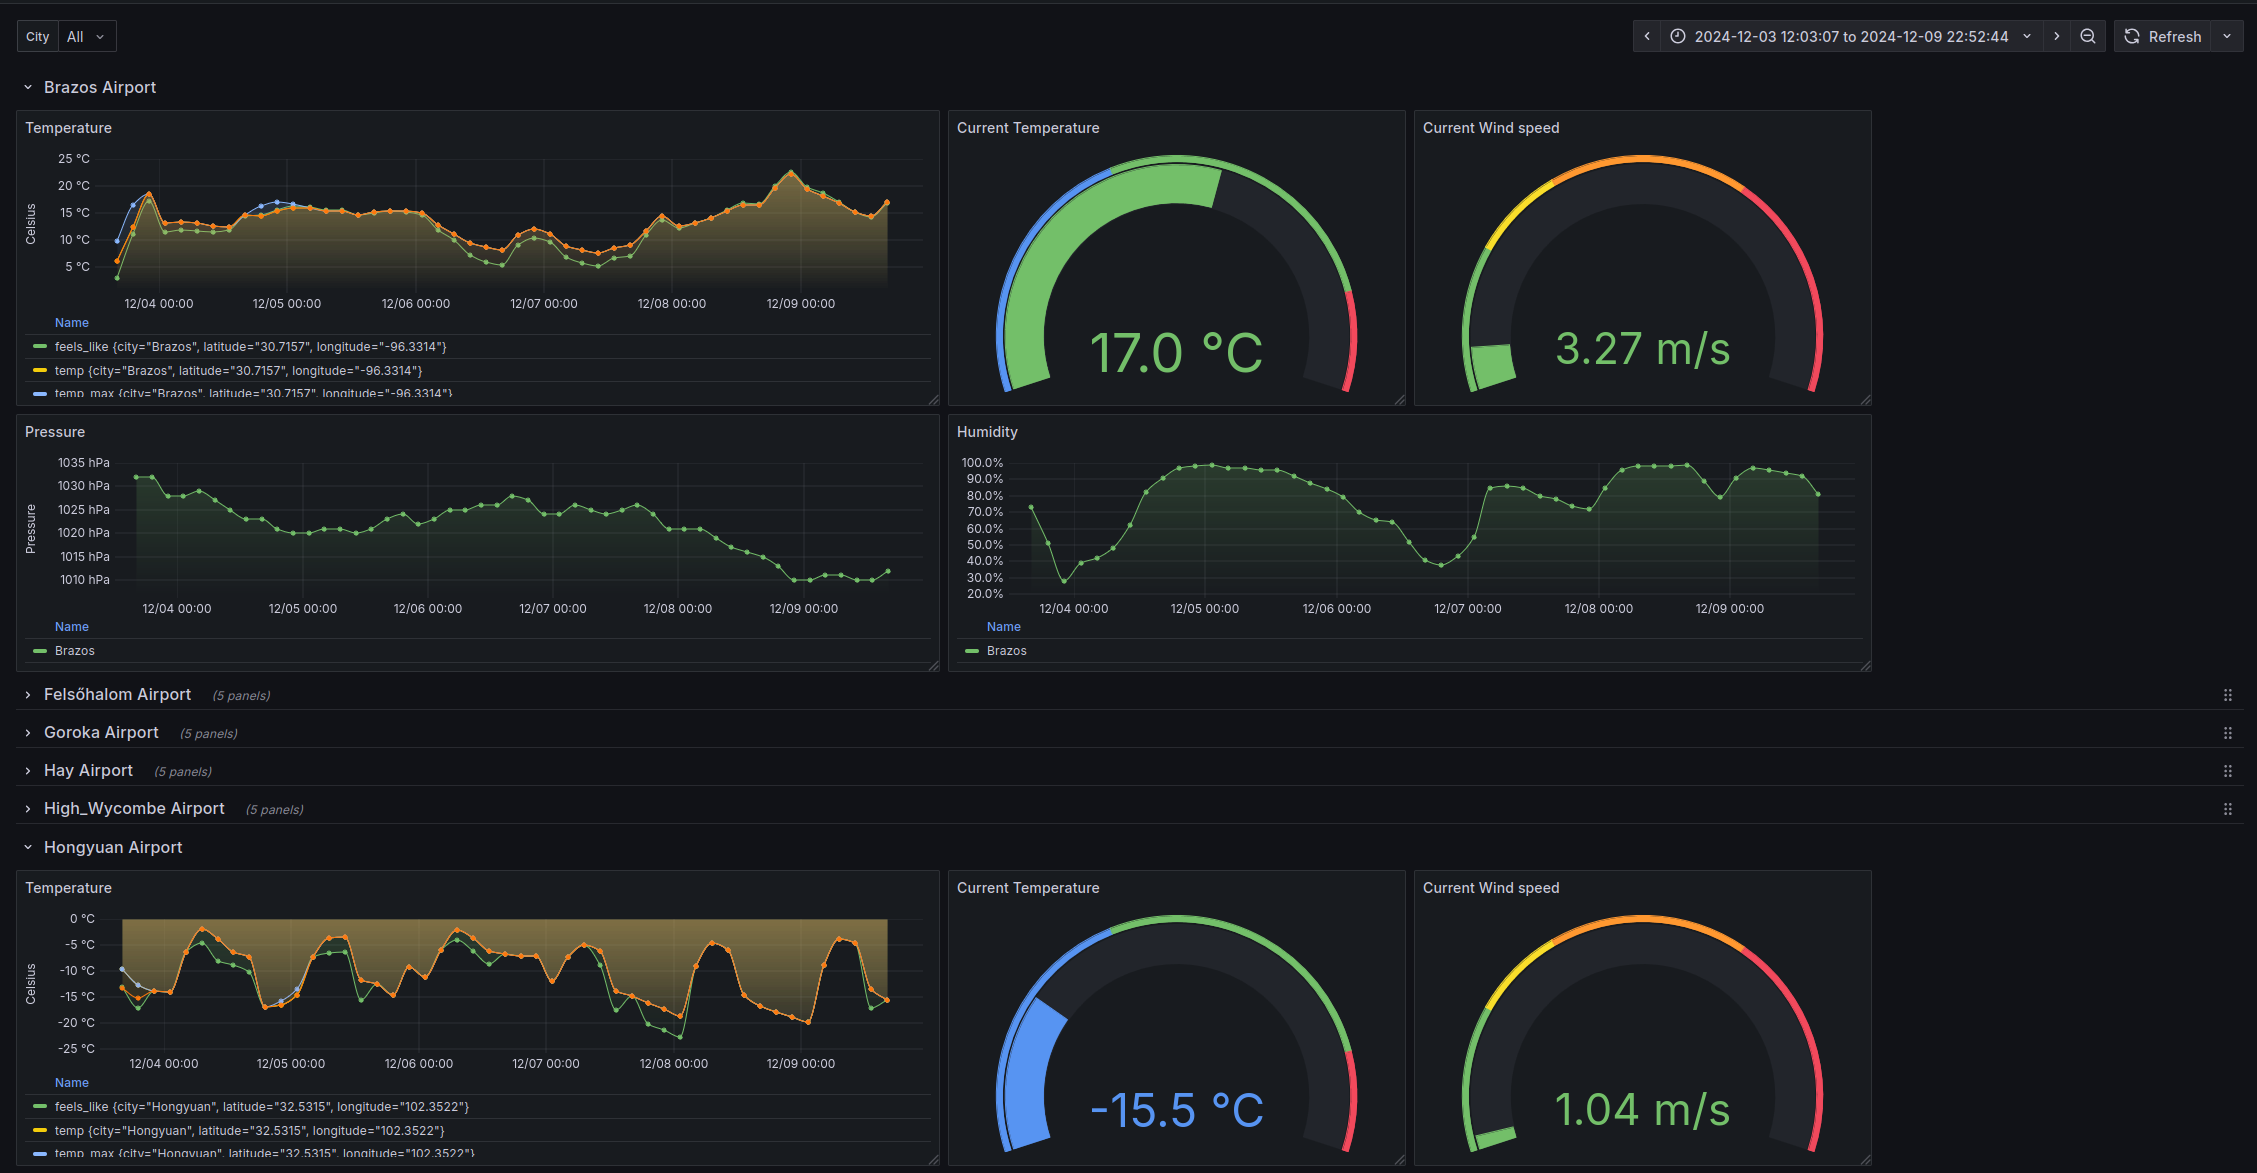 City All
2024-12-03 12:03:07 to 2024-12-09 22:52:44
Refresh
Brazos Airport
Temperature
Celsius
25 °C
20 °C
15 °C
10 °C
5 °C
12/04 00:00 12/05 00:00 12/06 00:00 12/07 00:00 12/08 00:00 12/09 00:00
Name
feels_like {city="Brazos", latitude="30.7157", longitude="-96.3314"}
temp {city="Brazos", latitude="30.7157", longitude="-96.3314"}
temp_max {city="Brazos", latitude="30.7157", longitude="-96.3314"}
Current Temperature
17.0 °C
Current Wind speed
3.27 m/s
Pressure
Pressure
1035 hPa
1030 hPa
1025 hPa
1020 hPa
1015 hPa
1010 hPa
12/04 00:00 12/05 00:00 12/06 00:00 12/07 00:00 12/08 00:00 12/09 00:00
Name
Brazos
Humidity
100.0%
90.0%
80.0%
70.0%
60.0%
50.0%
40.0%
30.0%
20.0%
12/04 00:00 12/05 00:00 12/06 00:00 12/07 00:00 12/08 00:00 12/09 00:00
Name
Brazos
Felsőhalom Airport (5 panels)
Goroka Airport (5 panels)
Hay Airport (5 panels)
High_Wycombe Airport (5 panels)
Hongyuan Airport
Temperature
Celsius
0 °C
-5 °C
-10 °C
-15 °C
-20 °C
-25 °C
12/04 00:00 12/05 00:00 12/06 00:00 12/07 00:00 12/08 00:00 12/09 00:00
Name
feels_like {city="Hongyuan", latitude="32.5315", longitude="102.3522"}
temp {city="Hongyuan", latitude="32.5315", longitude="102.3522"}
temp_max {city="Hongyuan", latitude="32.5315", longitude="102.3522"}
Current Temperature
-15.5 °C
Current Wind speed
1.04 m/s